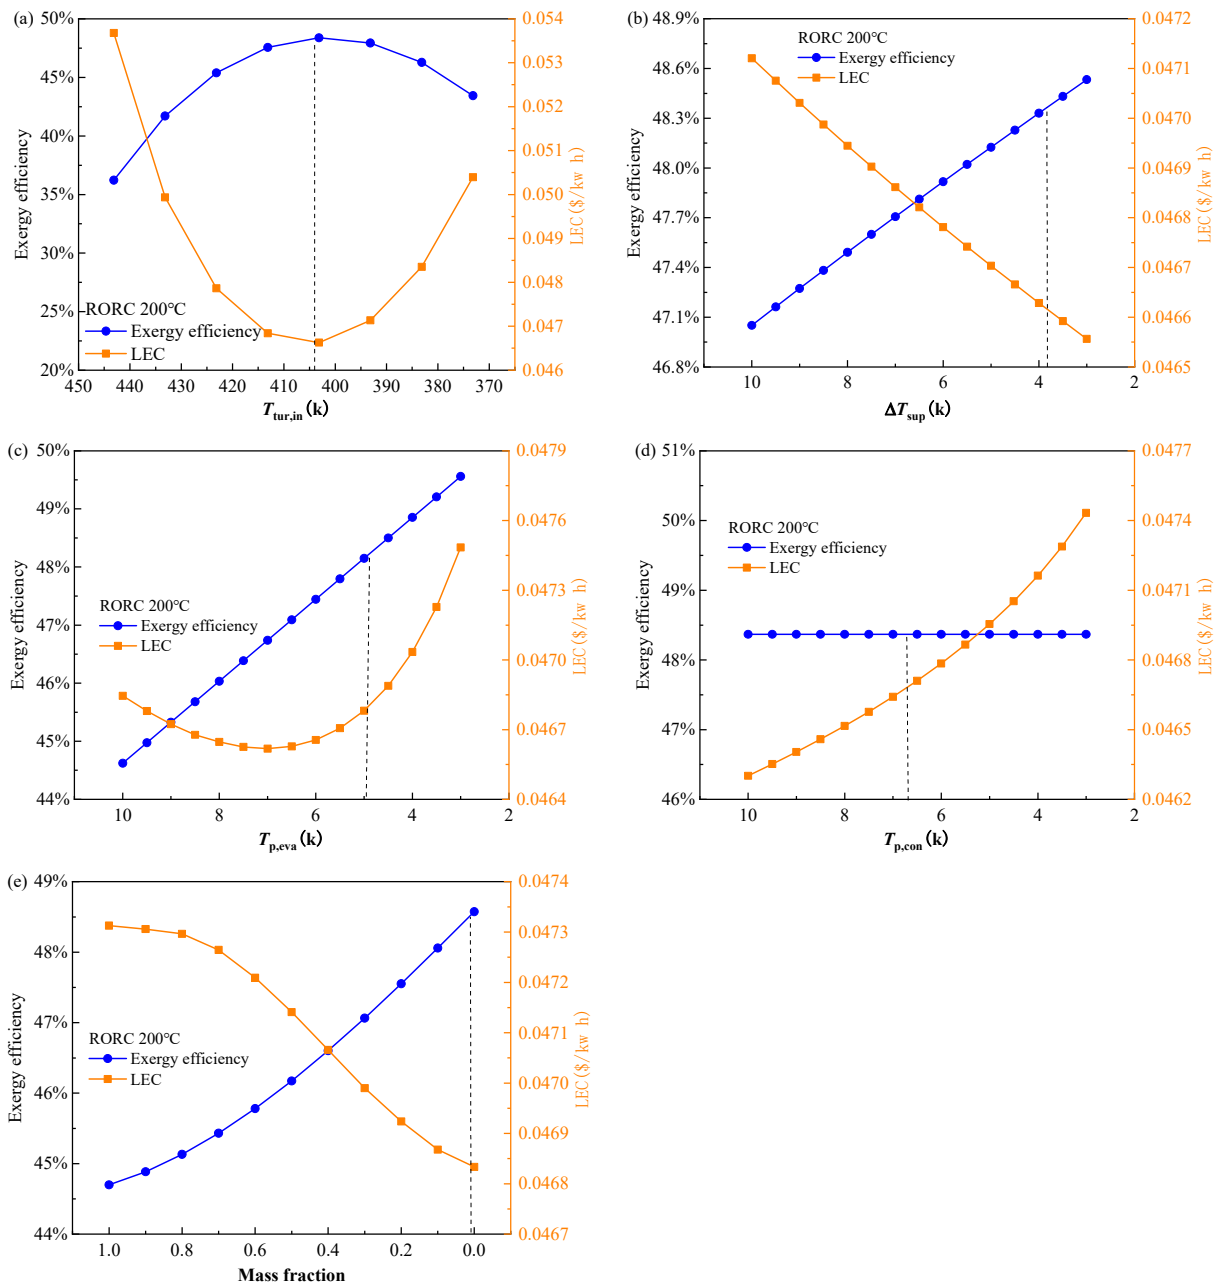 (a)
50%
45%
40%
35%
30%
25%
20%
Exergy efficiency
0.054
0.053
0.052
0.051
0.050
0.049
0.048
0.047
0.046
LEC($/kw h)
RORC 200℃
Exergy efficiency
LEC
450 440 430 420 410 400 390 380 370
Ttur,in (k)
(b)
48.9%
48.6%
48.3%
48.0%
47.7%
47.4%
47.1%
46.8%
Exergy efficiency
0.0472
0.0471
0.0470
0.0469
0.0468
0.0467
0.0466
0.0465
LEC($/kw h)
RORC 200℃
Exergy efficiency
LEC
10 8 6 4 2
ΔTsup (k)
(c)
50%
49%
48%
47%
46%
45%
44%
Exergy efficiency
0.0479
0.0476
0.0473
0.0470
0.0467
0.0464
LEC($/kw h)
RORC 200℃
Exergy efficiency
LEC
10 8 6 4 2
Tp,eva (k)
(d)
51%
50%
49%
48%
47%
46%
Exergy efficiency
0.0477
0.0474
0.0471
0.0468
0.0465
0.0462
LEC($/kw h)
RORC 200℃
Exergy efficiency
LEC
10 8 6 4 2
Tp,con (k)
(e)
49%
48%
47%
46%
45%
44%
Exergy efficiency
0.0474
0.0473
0.0472
0.0471
0.0470
0.0469
0.0468
0.0467
LEC($/kw h)
RORC 200℃
Exergy efficiency
LEC
1.0 0.8 0.6 0.4 0.2 0.0
Mass fraction